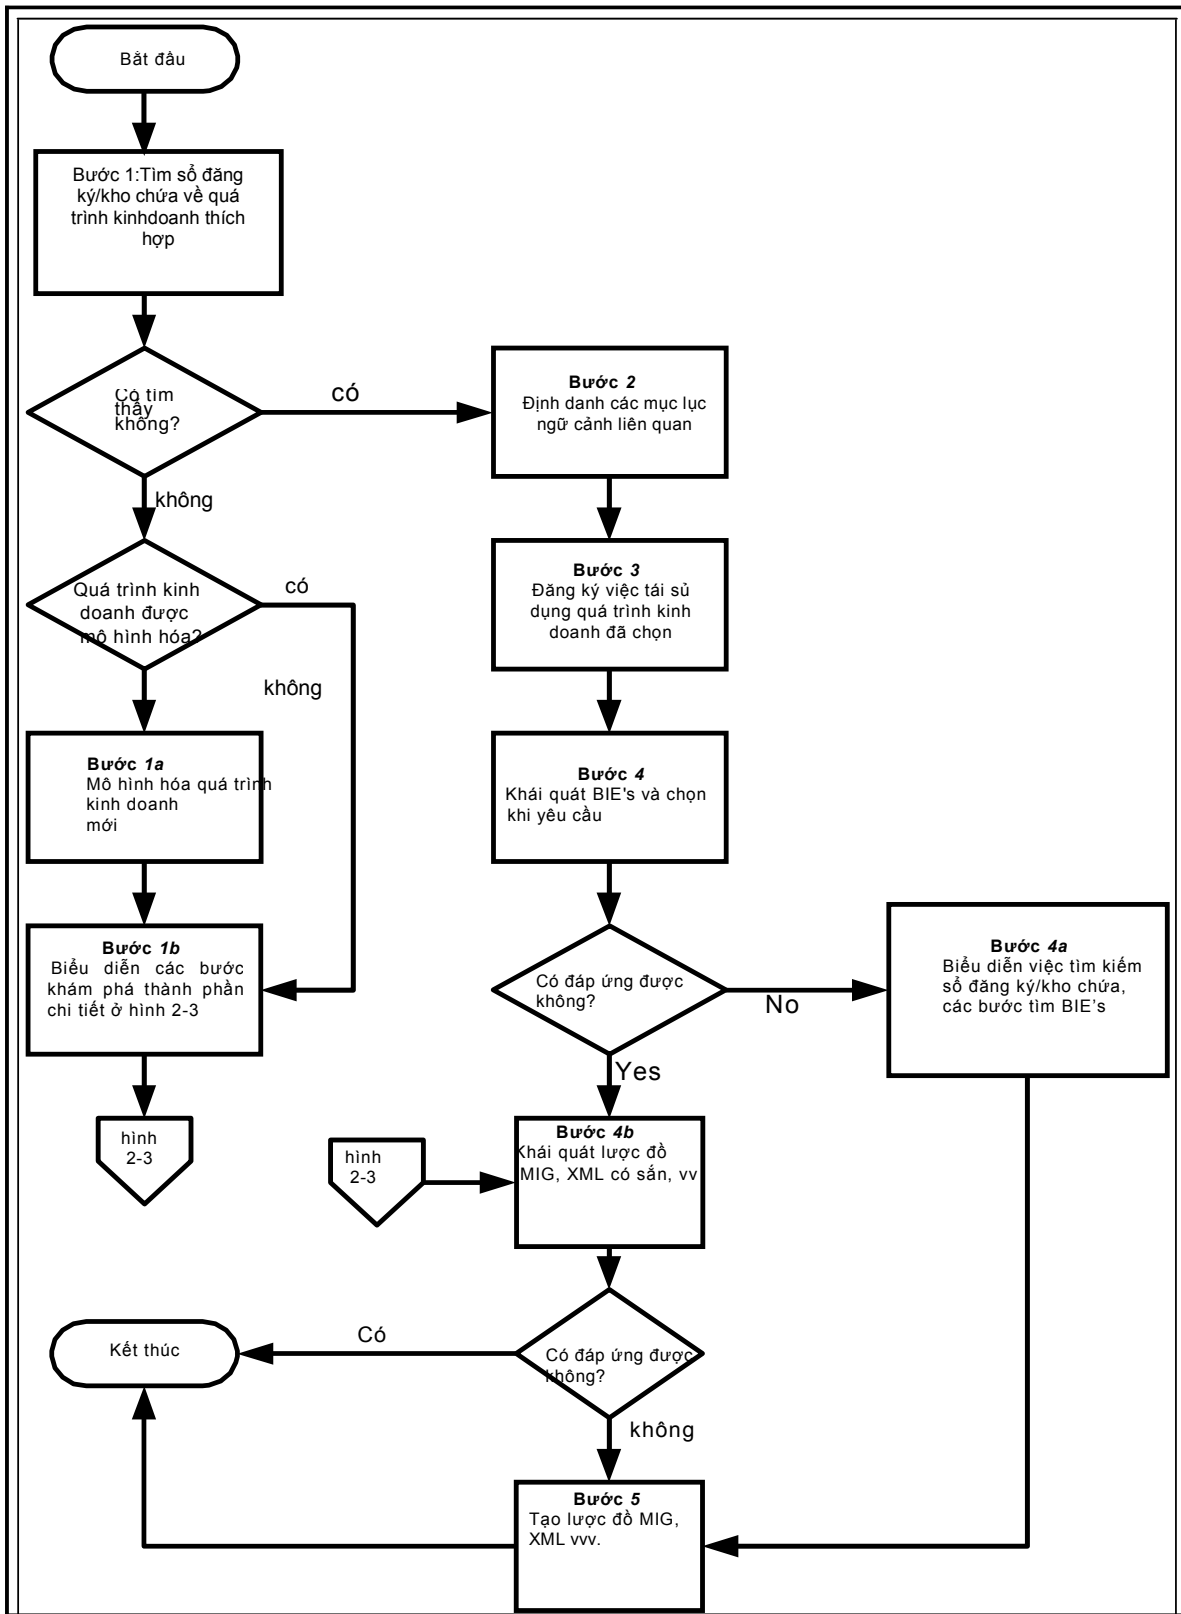 Bắt đầu
Bước 1:Tìm sổ đăng
ký/kho chứa về quá
trình kinhdoanh thích
hợp
Có tìm
thấy
không?
có
không
Quá trình kinh
doanh được
mô hình hóa?
có
không
Bước 1a
Mô hình hóa quá trình
kinh doanh
mới
Bước 1b
Biểu diễn các bước
khám phá thành phần
chi tiết ở hình 2-3
hình
2-3
Bước 2
Định danh các mục lục
ngữ cảnh liên quan
Bước 3
Đăng ký việc tái sủ
dụng quá trình kinh
doanh đã chọn
Bước 4
Khái quát BIE's và chọn
khi yêu cầu
Có đáp ứng được
không?
No
Yes
Bước 4a
Biểu diễn việc tìm kiếm
sổ đăng ký/kho chứa,
các bước tìm BIE's
hình
2-3
Bước 4b
Khái quát lược đồ
MIG, XML có sắn, vv
Có đáp ứng được
không?
Có
không
Kết thúc
Bước 5
Tạo lược đồ MIG,
XML vvv.